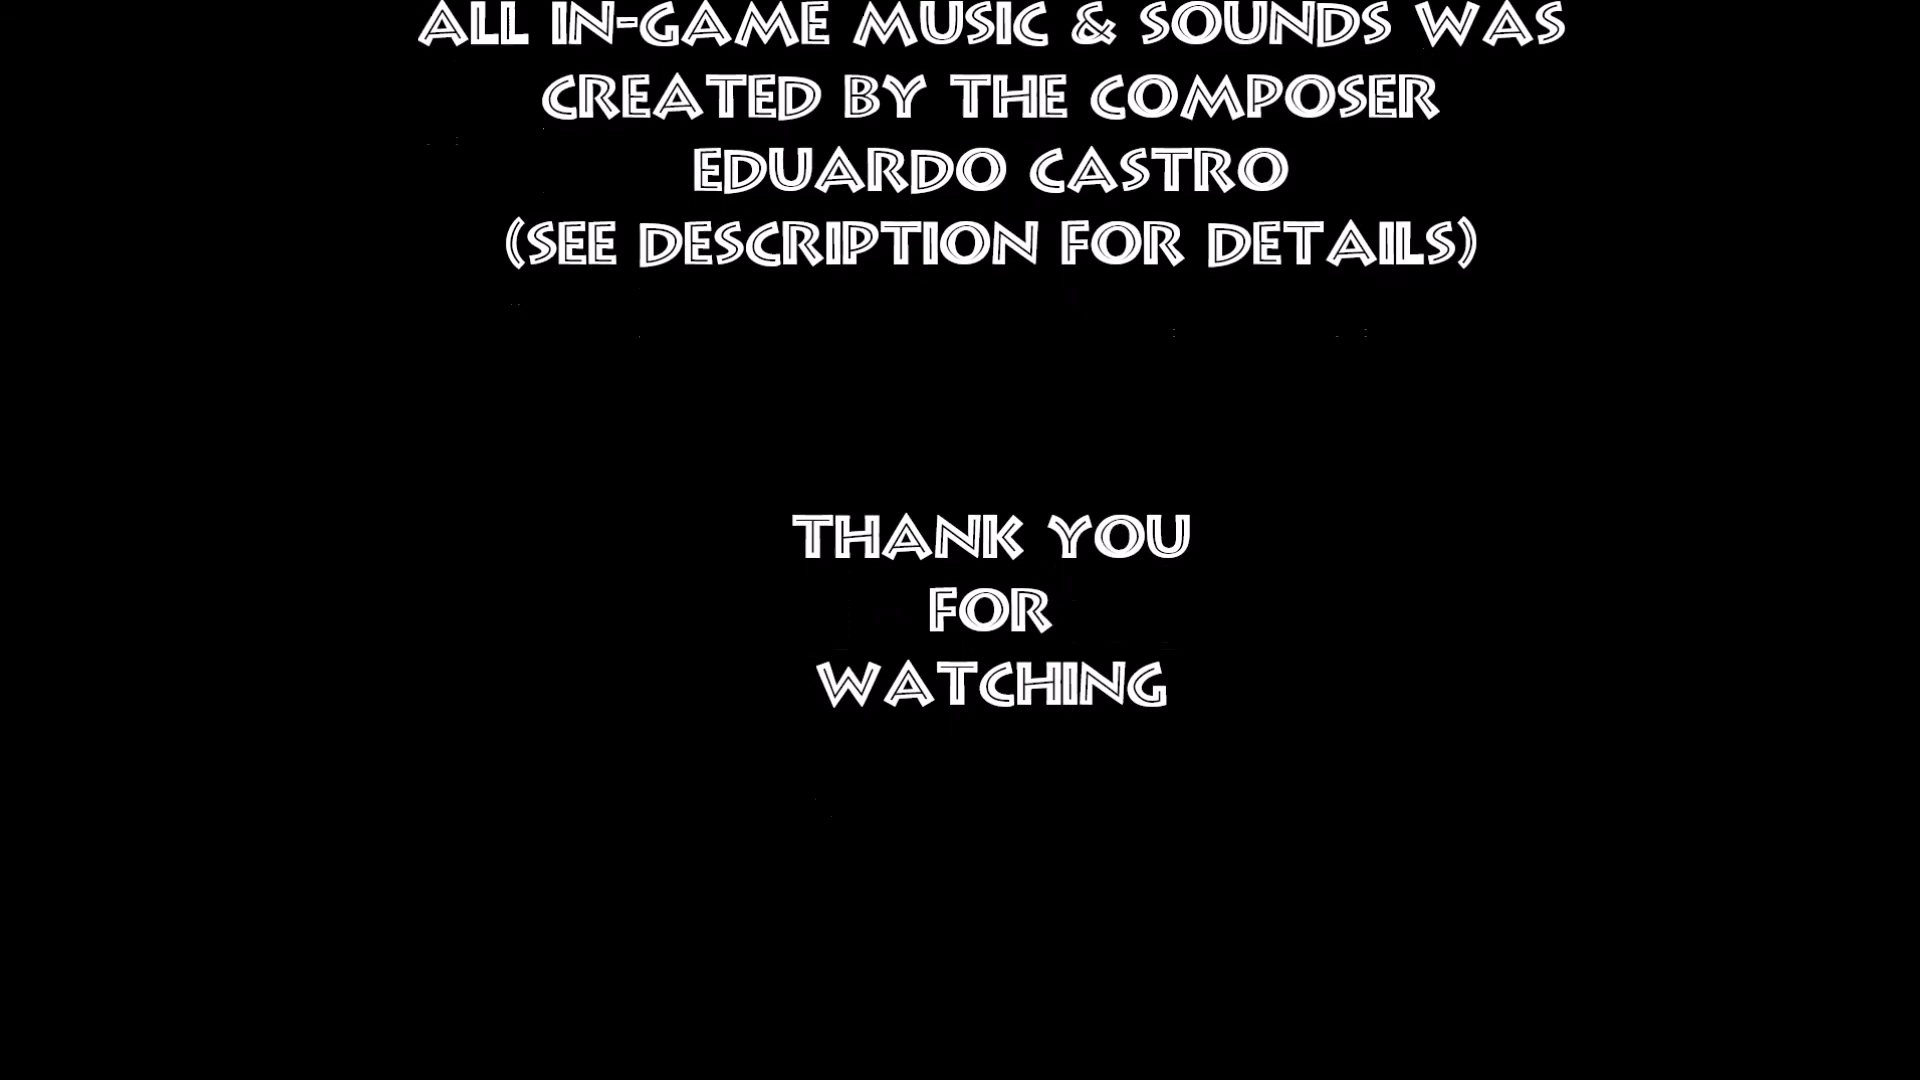 ALL IN-GAME MUSIC & SOUNDS WAS
CREATED BY THE COMPOSER
EDUARDO CASTRO
(SEE DESCRIPTION FOR DETAILS)
THANK YOU
FOR
WATCHING